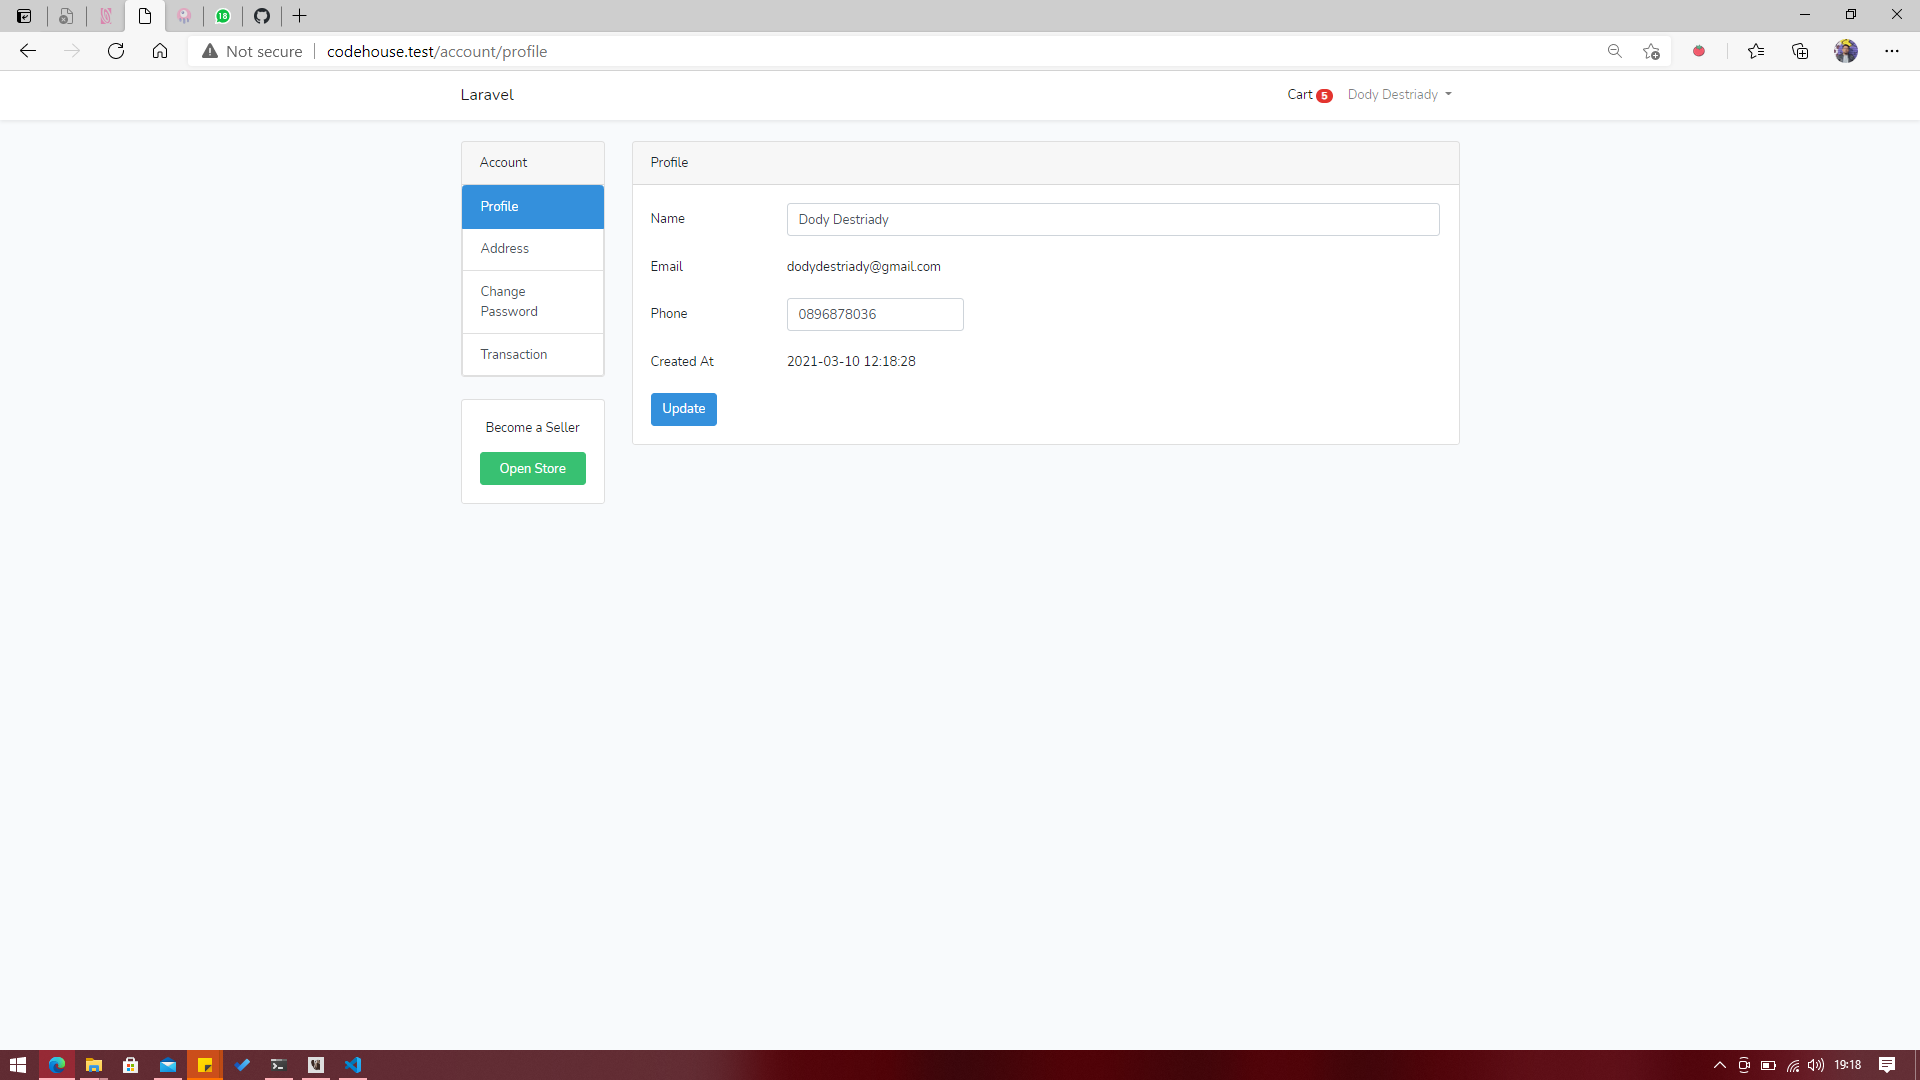 18
Not secure
codehouse.test/account/profile
Laravel
Cart 5
Dody Destriady
Account
Profile
Address
Change
Password
Transaction
Become a Seller
Open Store
Profile
Name
Dody Destriady
Email
dodydestriady@gmail.com
Phone
0896878036
Created At
2021-03-10 12:18:28
Update
19:18